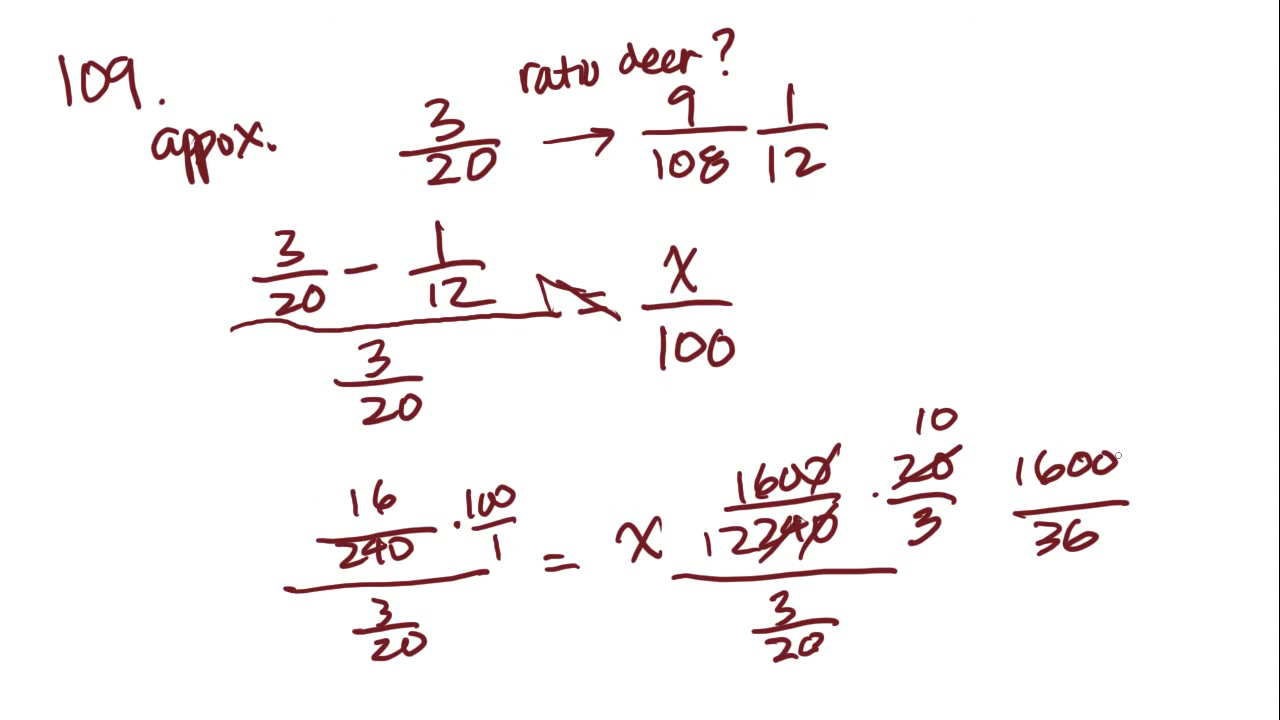 109.
ratio deer?
appox.
3/20 → 9/108 1/12
(3/20 - 1/12)/(3/20) = x/100
(16/240 · 100/1)/(3/20) = x
(1600/12240 · 10 20/3)/(3/20)
1600/36